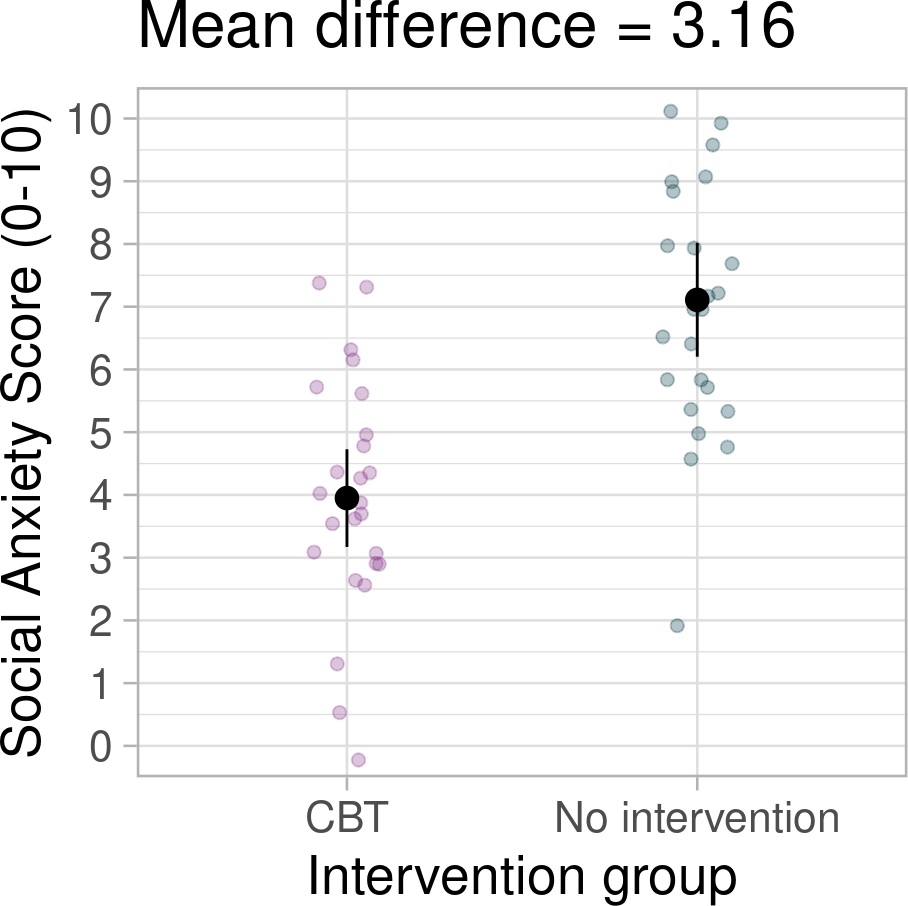 Mean difference = 3.16
Social Anxiety Score (0-10)
10
9
8
7
6
5
4
3
2
1
0
CBT
No intervention
Intervention group